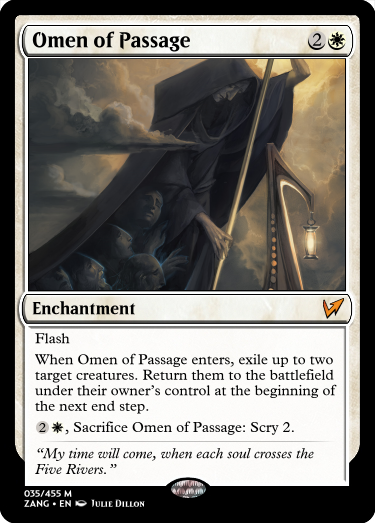 Omen of Passage 2
Enchantment
Flash
When Omen of Passage enters, exile up to two
target creatures. Return them to the battlefield
under their owner's control at the beginning of
the next end step.
2, Sacrifice Omen of Passage: Scry 2.
“My time will come, when each soul crosses the
Five Rivers.”
035/455 M
ZANG • EN Julie Dillon